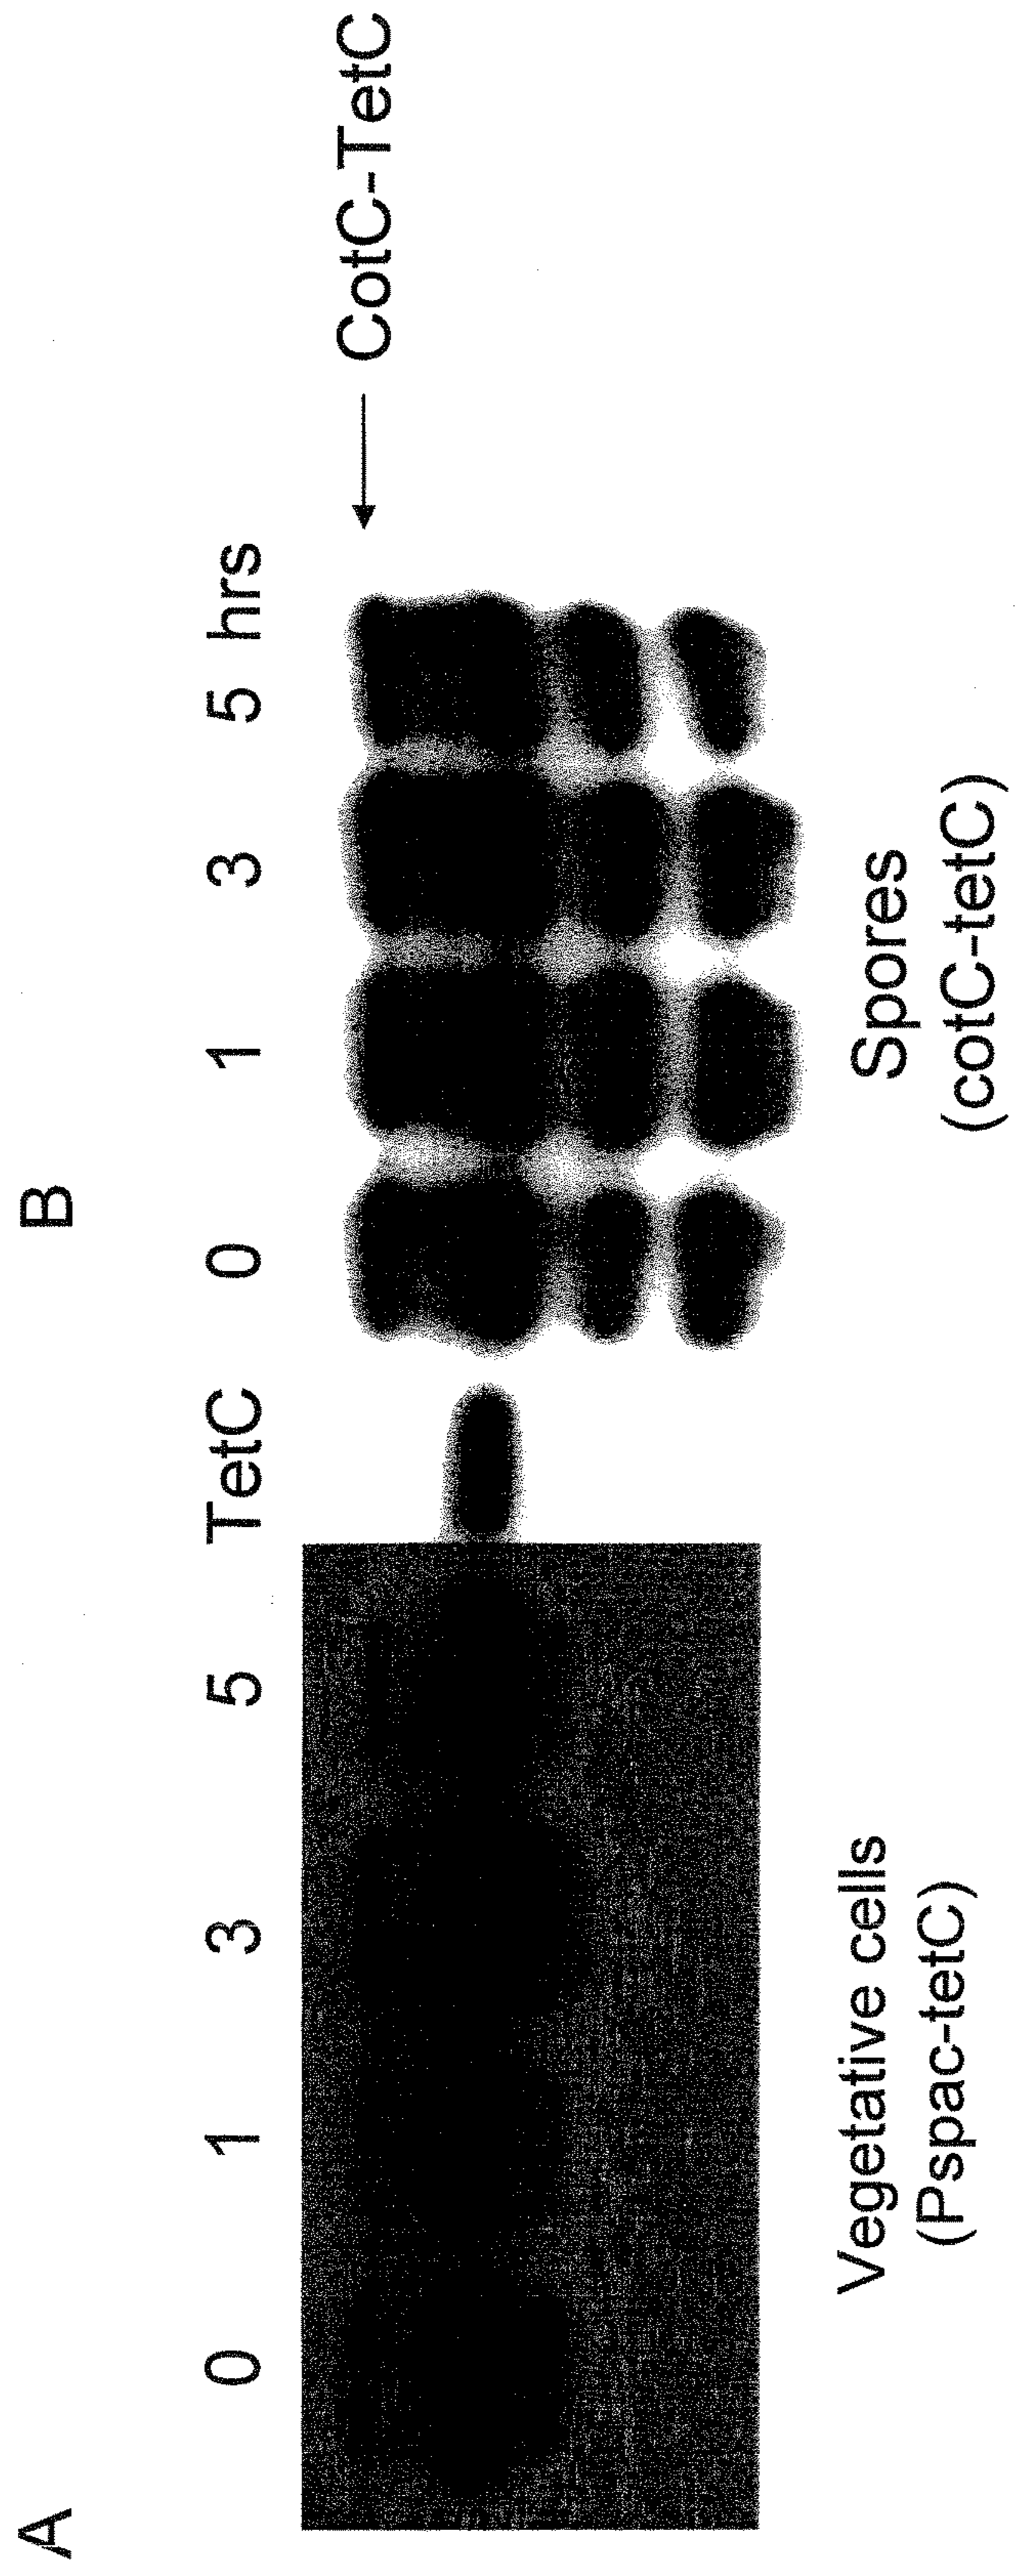 A
B
0 1 3 5 TetC 0 1 3 5 hrs
CotC-TetC
Vegetative cells
(Pspac-tetC)
Spores
(cotC-tetC)